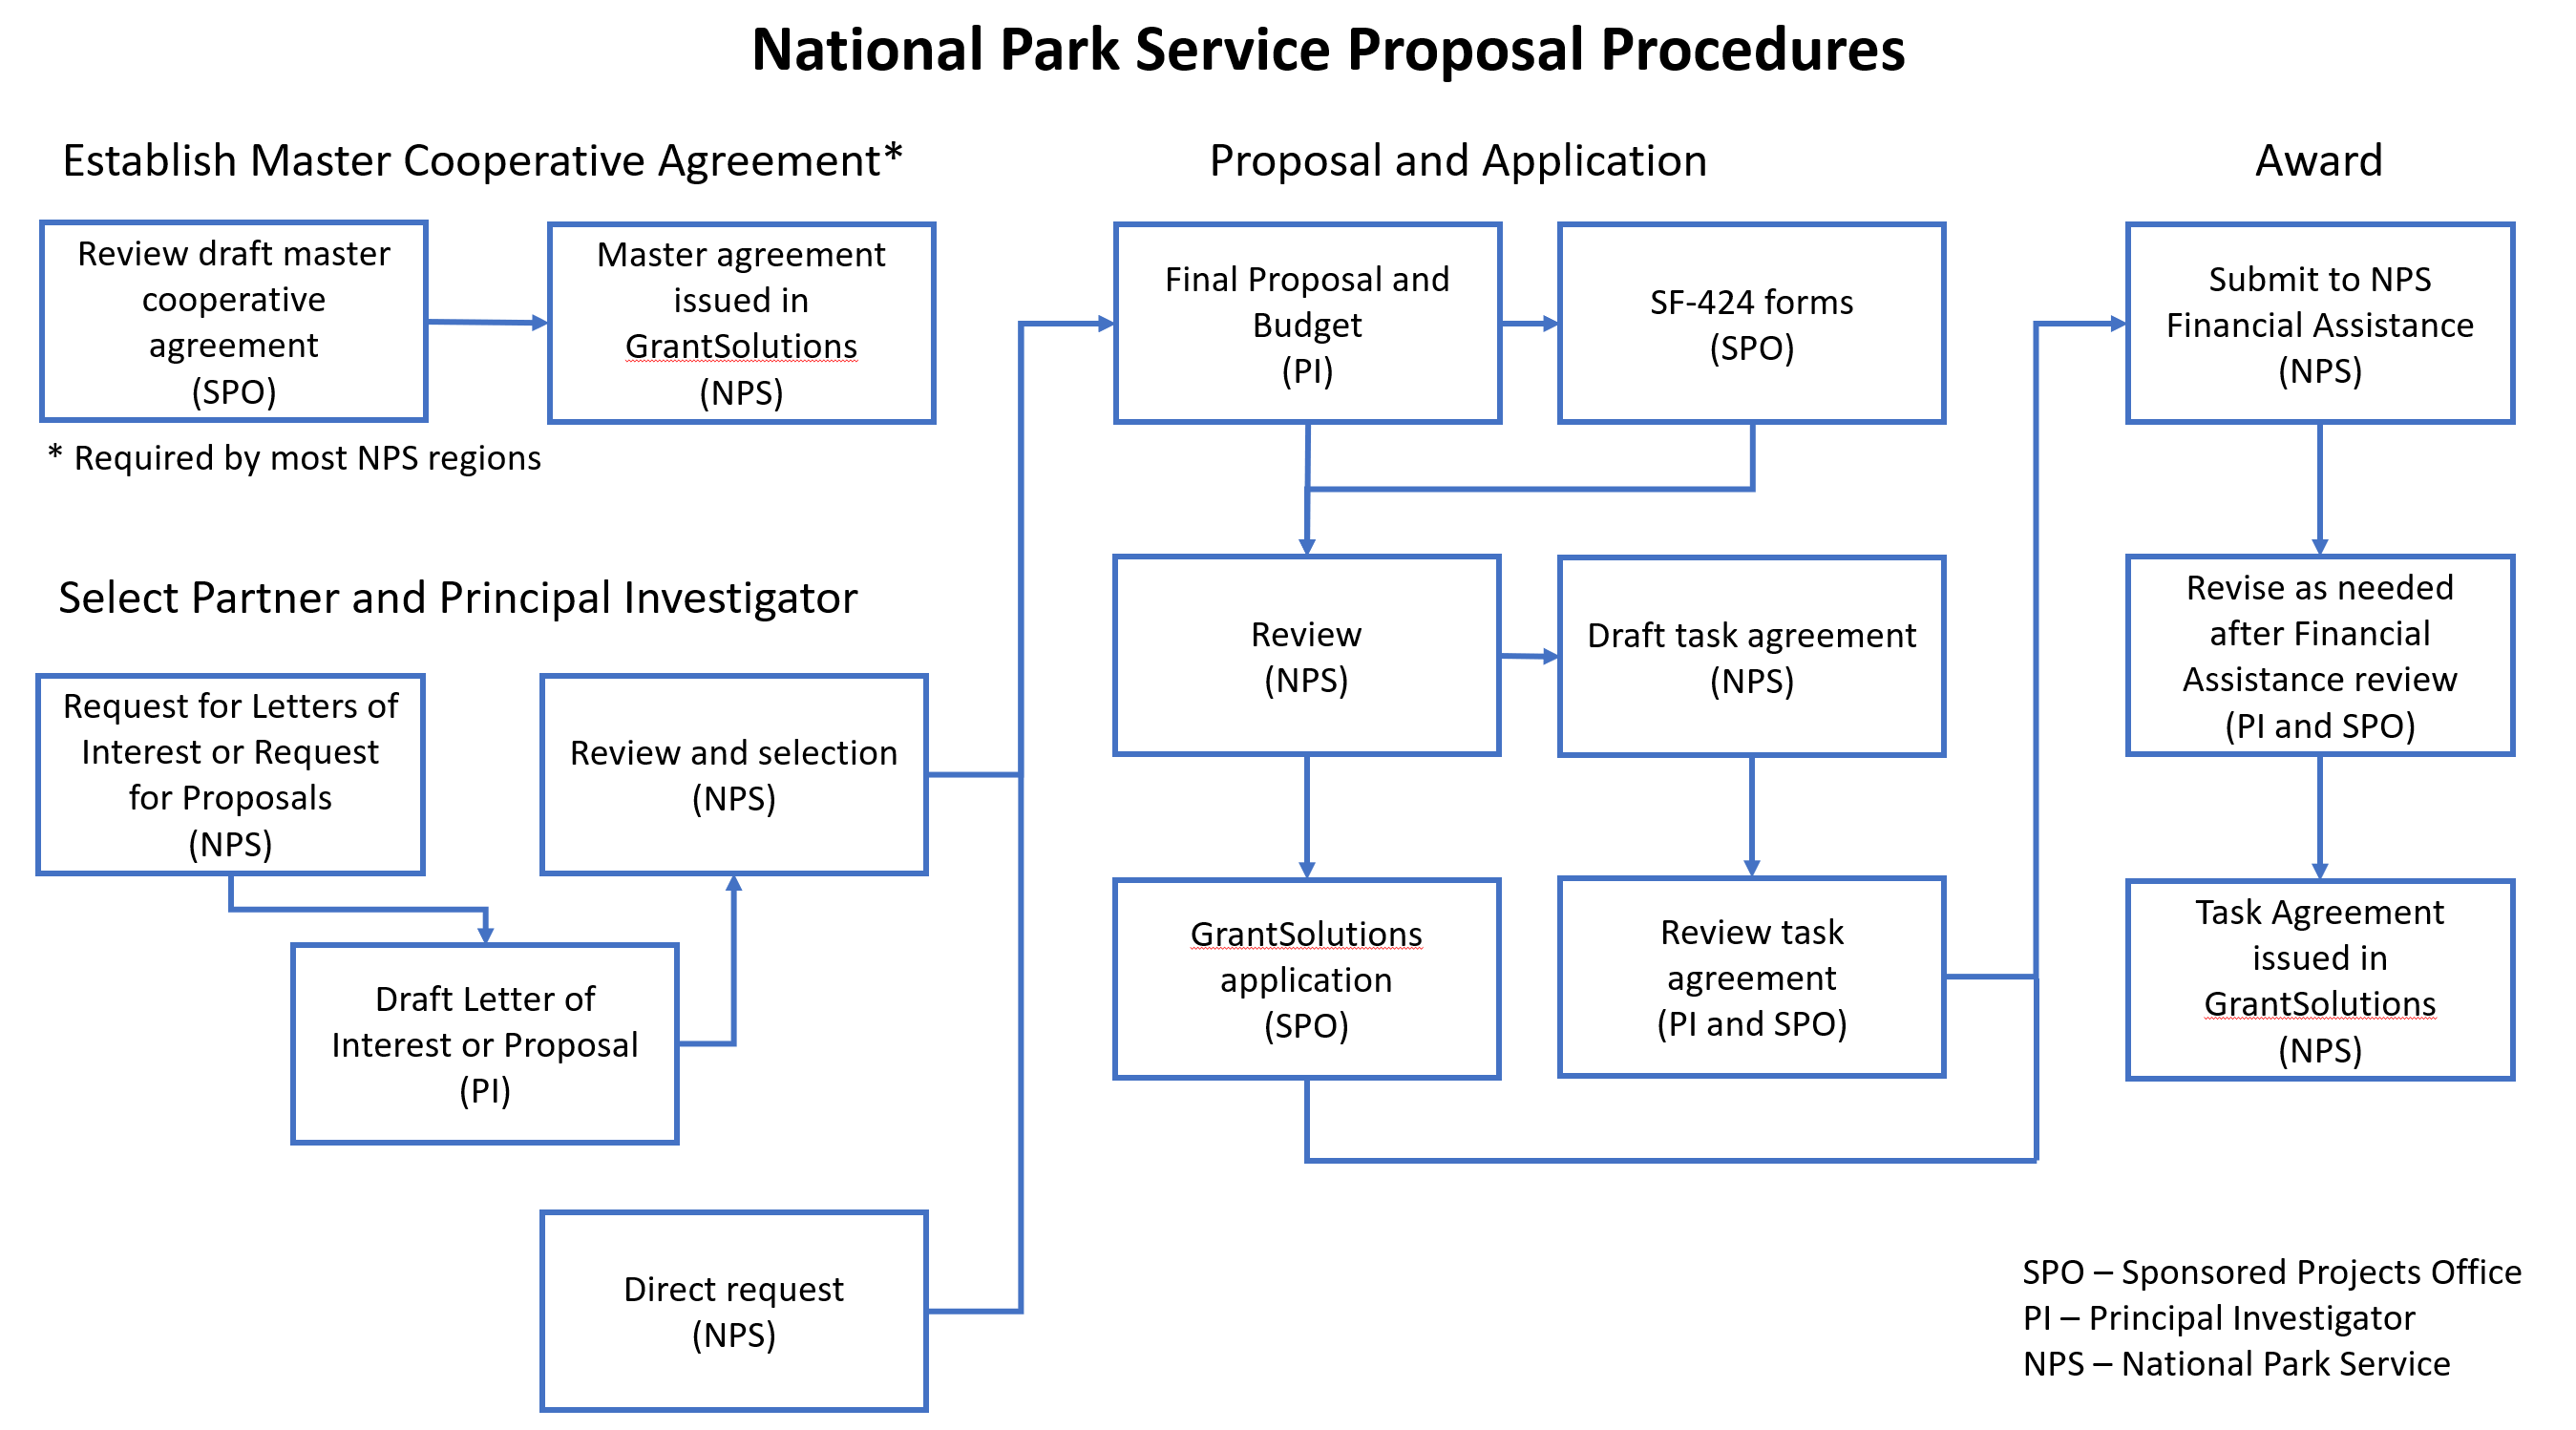 National Park Service Proposal Procedures
Establish Master Cooperative Agreement*
Review draft master
cooperative
agreement
(SPO)
Master agreement
issued in
GrantSolutions
(NPS)
* Required by most NPS regions
Select Partner and Principal Investigator
Request for Letters of
Interest or Request
for Proposals
(NPS)
Review and selection
(NPS)
Draft Letter of
Interest or Proposal
(PI)
Direct request
(NPS)
Proposal and Application
Final Proposal and
Budget
(PI)
SF-424 forms
(SPO)
Review
(NPS)
Draft task agreement
(NPS)
GrantSolutions
application
(SPO)
Review task
agreement
(PI and SPO)
Award
Submit to NPS
Financial Assistance
(NPS)
Revise as needed
after Financial
Assistance review
(PI and SPO)
Task Agreement
issued in
GrantSolutions
(NPS)
SPO – Sponsored Projects Office
PI – Principal Investigator
NPS – National Park Service